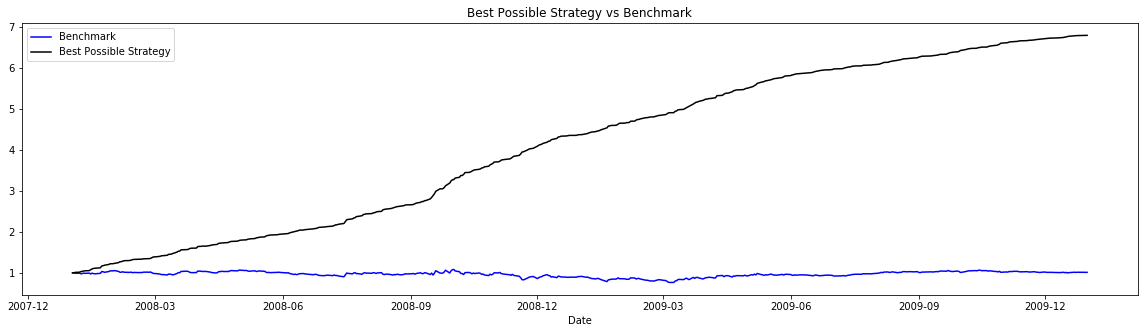 Best Possible Strategy vs Benchmark
Benchmark
Best Possible Strategy
7
6
5
4
3
2
1
2007-12 2008-03 2008-06 2008-09 2008-12 2009-03 2009-06 2009-09 2009-12
Date